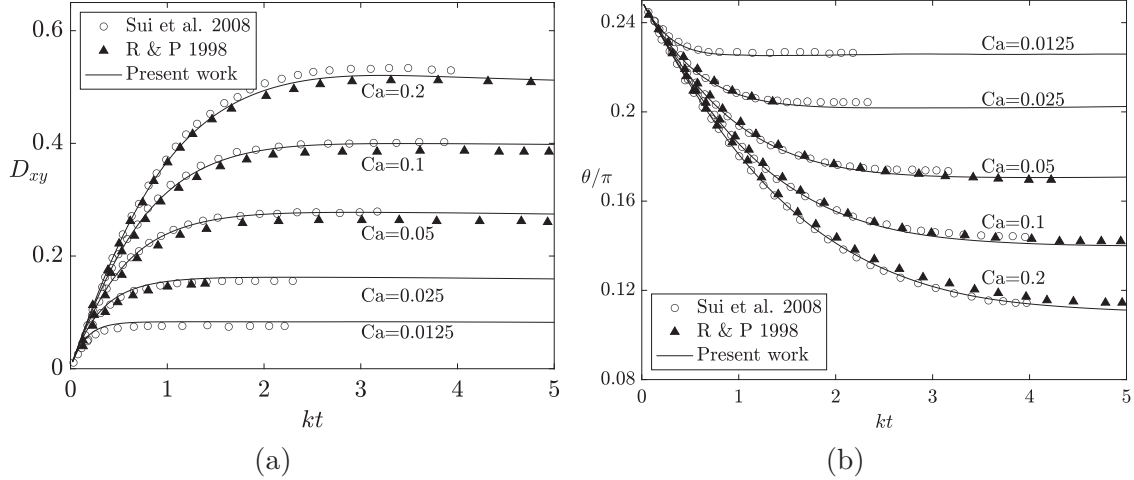 0.6
0.4
0.2
0
D_{xy}
Sui et al. 2008
R & P 1998
Present work
Ca=0.2
Ca=0.1
Ca=0.05
Ca=0.025
Ca=0.0125
0 1 2 3 4 5
kt
(a)
0.24
0.2
0.16
0.12
0.08
θ/π
Ca=0.0125
Ca=0.025
Ca=0.05
Ca=0.1
Ca=0.2
Sui et al. 2008
R & P 1998
Present work
0 1 2 3 4 5
kt
(b)